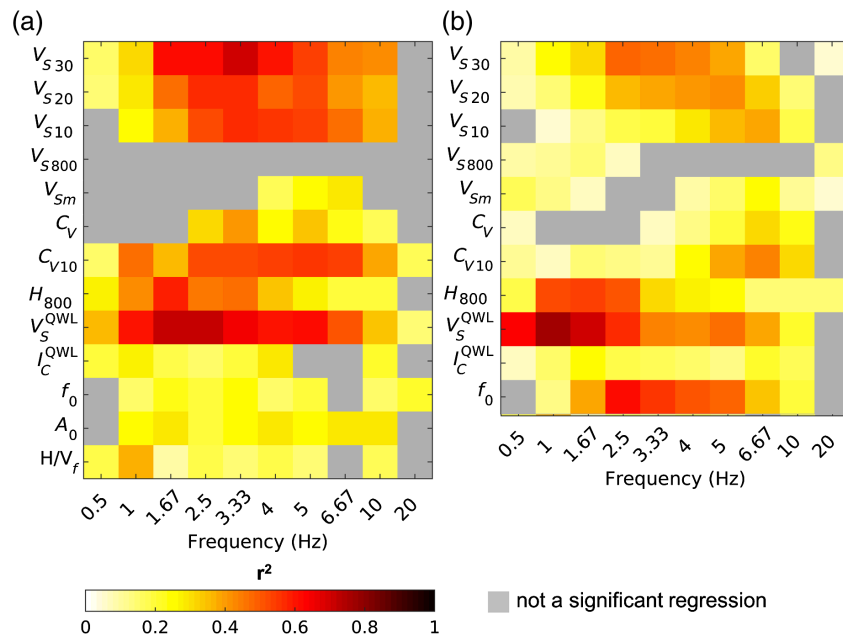 (a)
V_S30
V_S20
V_S10
V_S800
V_Sm
C_V
C_V10
H_800
V_S^QWL
I_C^QWL
f_0
A_0
H/V_f
0.5 1 1.67 2.5 3.33 4 5 6.67 10 20
Frequency (Hz)
(b)
V_S30
V_S20
V_S10
V_S800
V_Sm
C_V
C_V10
H_800
V_S^QWL
I_C^QWL
f_0
0.5 1 1.67 2.5 3.33 4 5 6.67 10 20
Frequency (Hz)
r²
0 0.2 0.4 0.6 0.8 1
not a significant regression